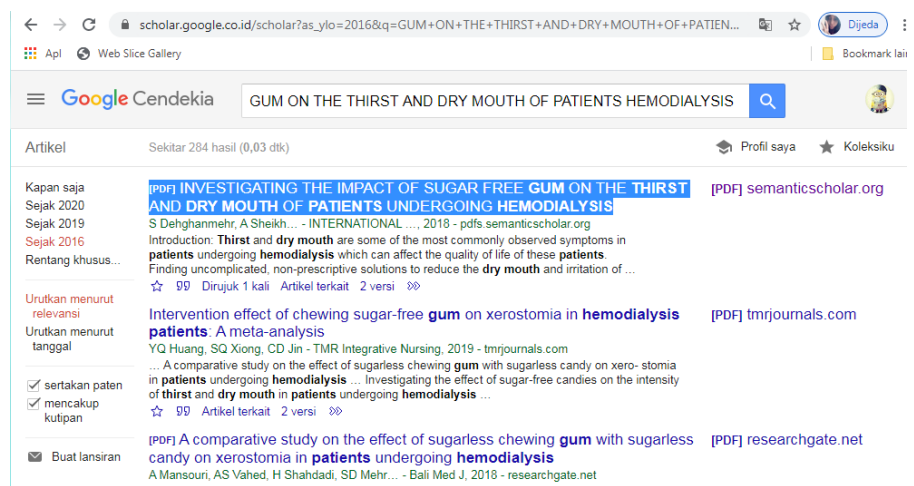 scholar.google.co.id/scholar?as_ylo=2016&q=GUM+ON+THE+THIRST+AND+DRY+MOUTH+OF+PATIEN...
Dijeda
Apl
Web Slice Gallery
Bookmark lain
Google Cendekia
GUM ON THE THIRST AND DRY MOUTH OF PATIENTS HEMODIALYSIS
Artikel
Sekitar 284 hasil (0,03 dtk)
Profil saya
Koleksiku
Kapan saja
Sejak 2020
Sejak 2019
Sejak 2016
Rentang khusus...
Urutkan menurut
relevansi
Urutkan menurut
tanggal
sertakan paten
mencakup
kutipan
Buat lansiran
[PDF] INVESTIGATING THE IMPACT OF SUGAR FREE GUM ON THE THIRST
AND DRY MOUTH OF PATIENTS UNDERGOING HEMODIALYSIS
S Dehghanmehr, A Sheikh... - INTERNATIONAL ..., 2018 - pdfs.semanticscholar.org
Introduction: Thirst and dry mouth are some of the most commonly observed symptoms in
patients undergoing hemodialysis which can affect the quality of life of these patients.
Finding uncomplicated, non-prescriptive solutions to reduce the dry mouth and irritation of ...
Dirujuk 1 kali Artikel terkait 2 versi
[PDF] semanticscholar.org
Intervention effect of chewing sugar-free gum on xerostomia in hemodialysis
patients: A meta-analysis
YQ Huang, SQ Xiong, CD Jin - TMR Integrative Nursing, 2019 - tmrjournals.com
... A comparative study on the effect of sugarless chewing gum with sugarless candy on xero- stomia
in patients undergoing hemodialysis ... Investigating the effect of sugar-free candies on the intensity
of thirst and dry mouth in patients undergoing hemodialysis ...
Artikel terkait 2 versi
[PDF] tmrjournals.com
[PDF] A comparative study on the effect of sugarless chewing gum with sugarless
candy on xerostomia in patients undergoing hemodialysis
A Mansouri, AS Vahed, H Shahdadi, SD Mehr... - Bali Med J, 2018 - researchgate.net
[PDF] researchgate.net